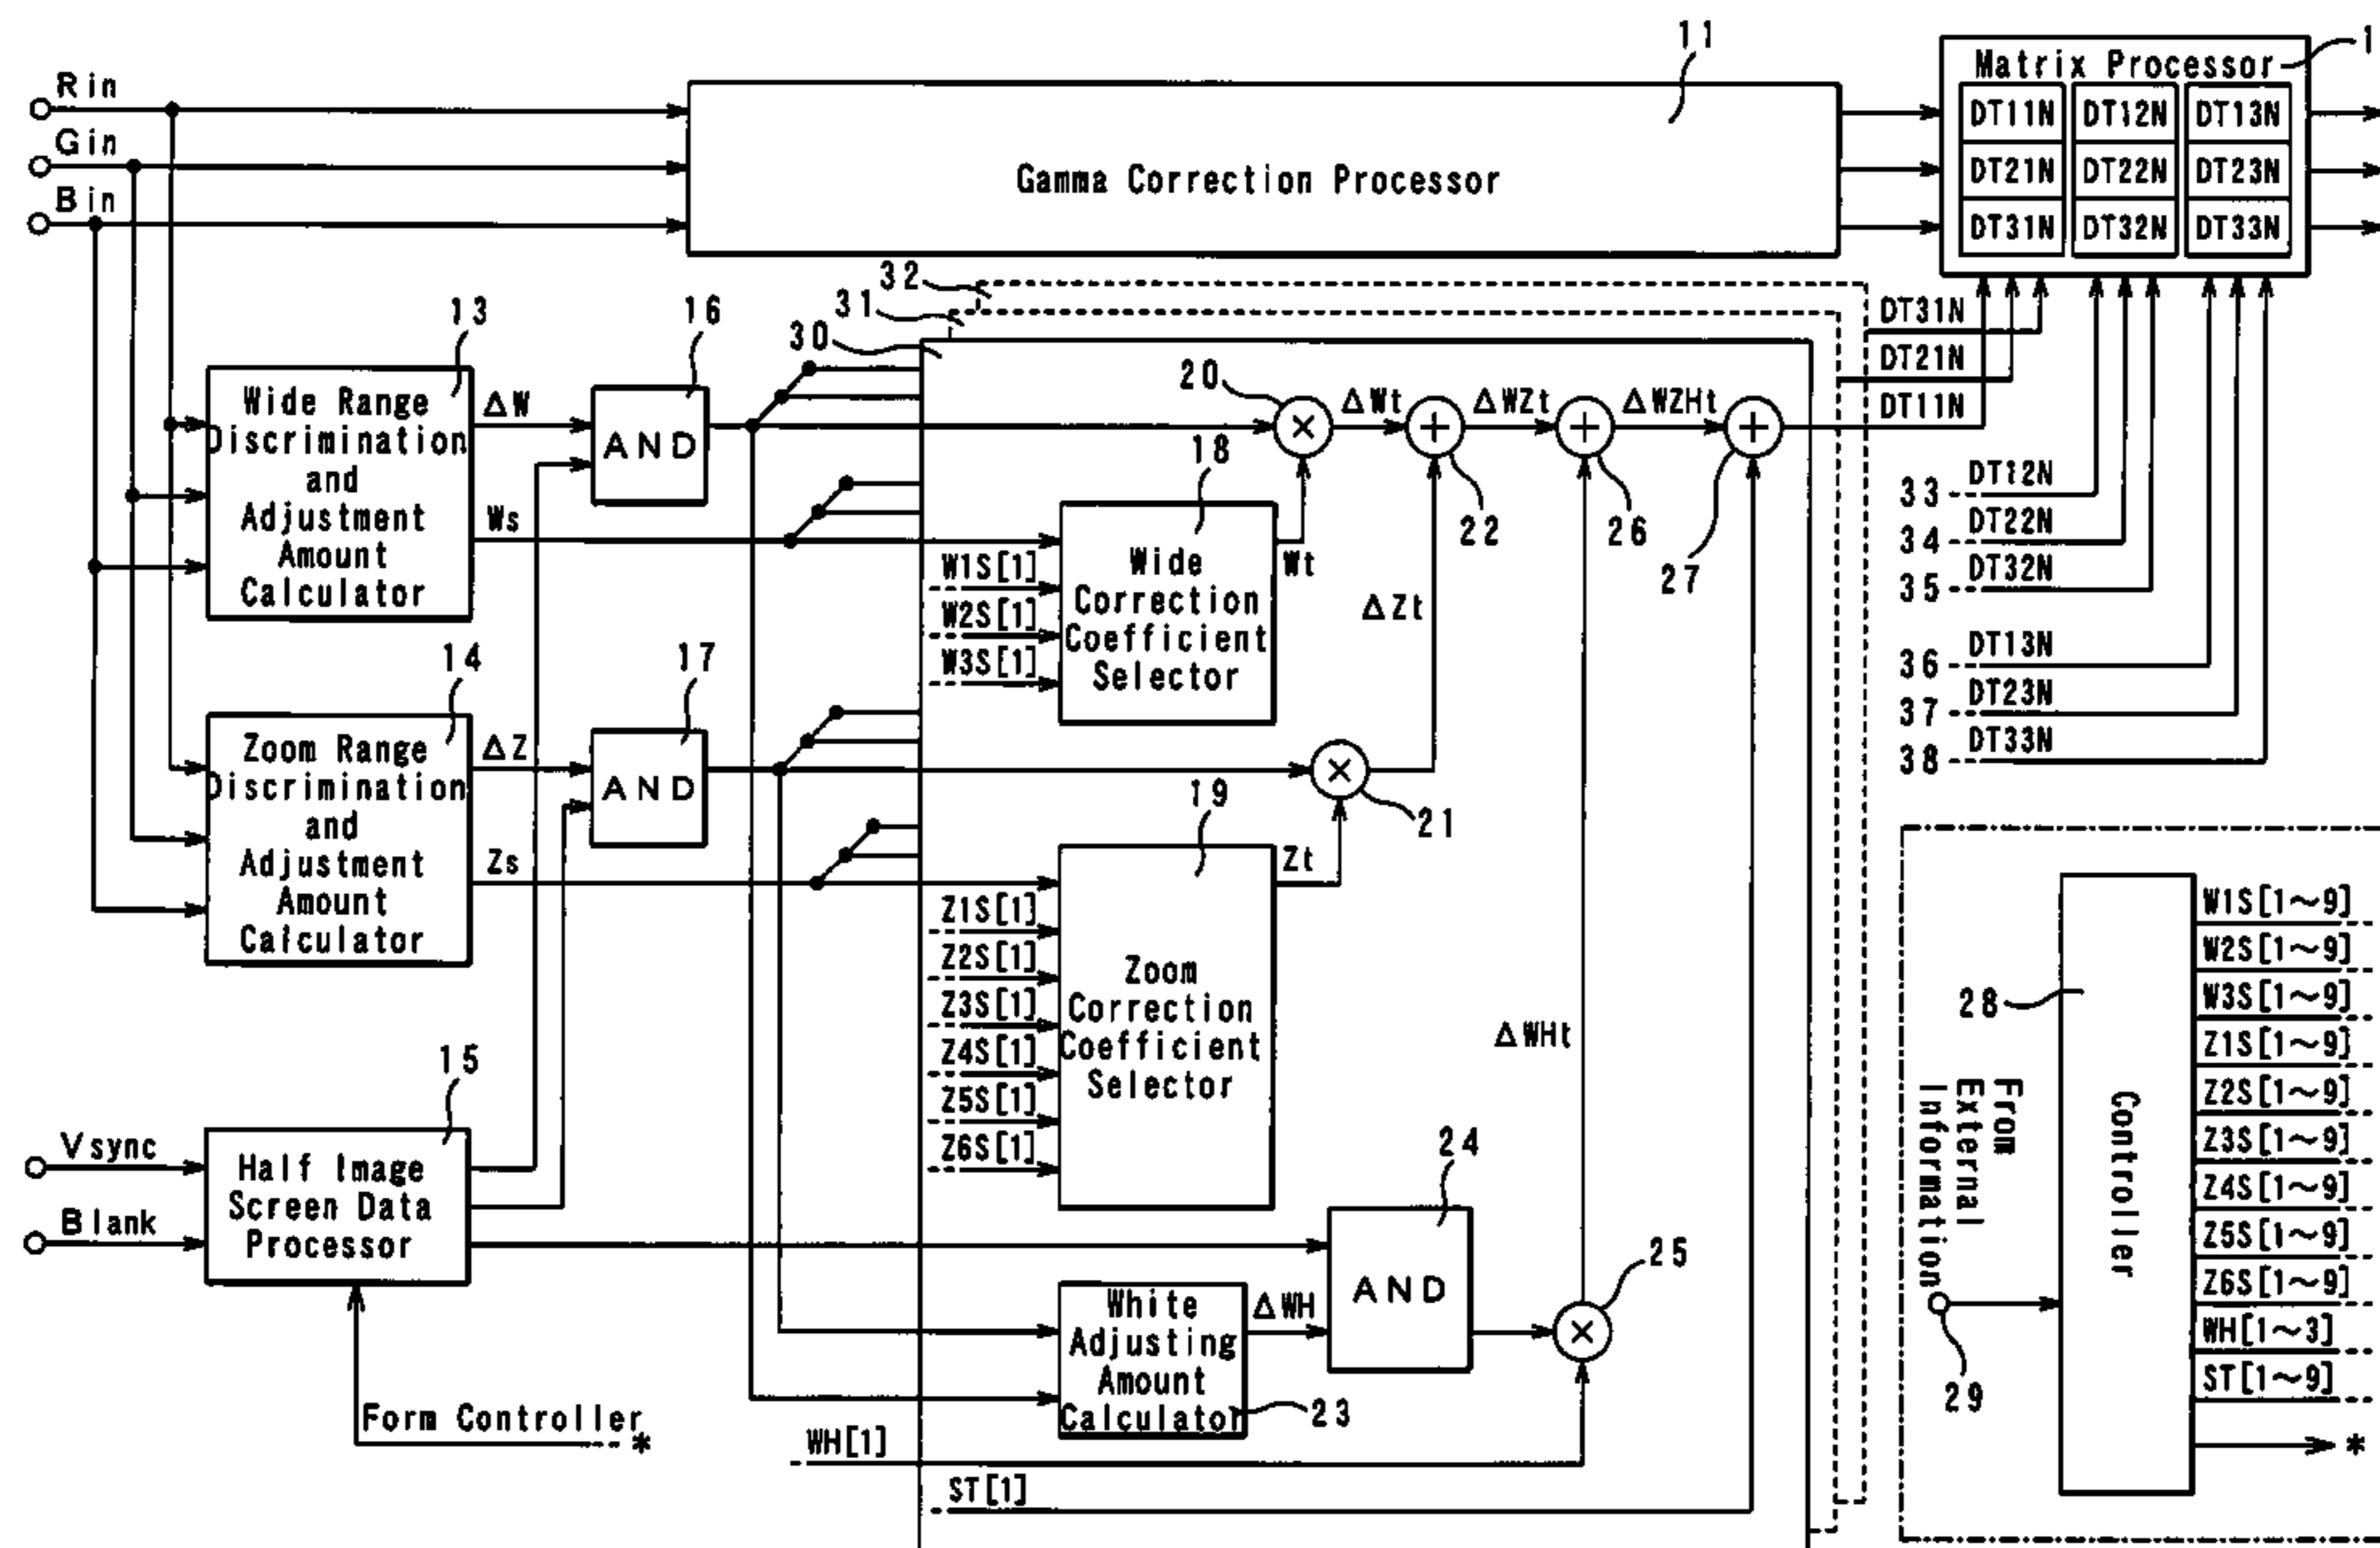 11
1
Rin
Gin
Bin
Gamma Correction Processor
Matrix Processor
DT11N DT12N DT13N
DT21N DT22N DT23N
DT31N DT32N DT33N
32
31
30
13
16
Wide Range
Discrimination
and
Adjustment
Amount
Calculator
ΔW
Ws
AND
20
ΔWt
ΔWZt
ΔWZHt
22
26
27
DT31N
DT21N
DT11N
18
Wide
Correction
Coefficient
Selector
Wt
W1S[1]
W2S[1]
W3S[1]
ΔZt
33 DT12N
34 DT22N
35 DT32N
36 DT13N
37 DT23N
38 DT33N
14
17
Zoom Range
Discrimination
and
Adjustment
Amount
Calculator
ΔZ
Zs
AND
21
19
Zoom
Correction
Coefficient
Selector
Zt
Z1S[1]
Z2S[1]
Z3S[1]
Z4S[1]
Z5S[1]
Z6S[1]
ΔWHt
15
Vsync
Blank
Half Image
Screen Data
Processor
Form Controller
*
24
AND
25
White
Adjusting
Amount
Calculator
23
ΔWH
WH[1]
ST[1]
28
Controller
From
External
Information
29
W1S[1~9]
W2S[1~9]
W3S[1~9]
Z1S[1~9]
Z2S[1~9]
Z3S[1~9]
Z4S[1~9]
Z5S[1~9]
Z6S[1~9]
WH[1~3]
ST[1~9]
*